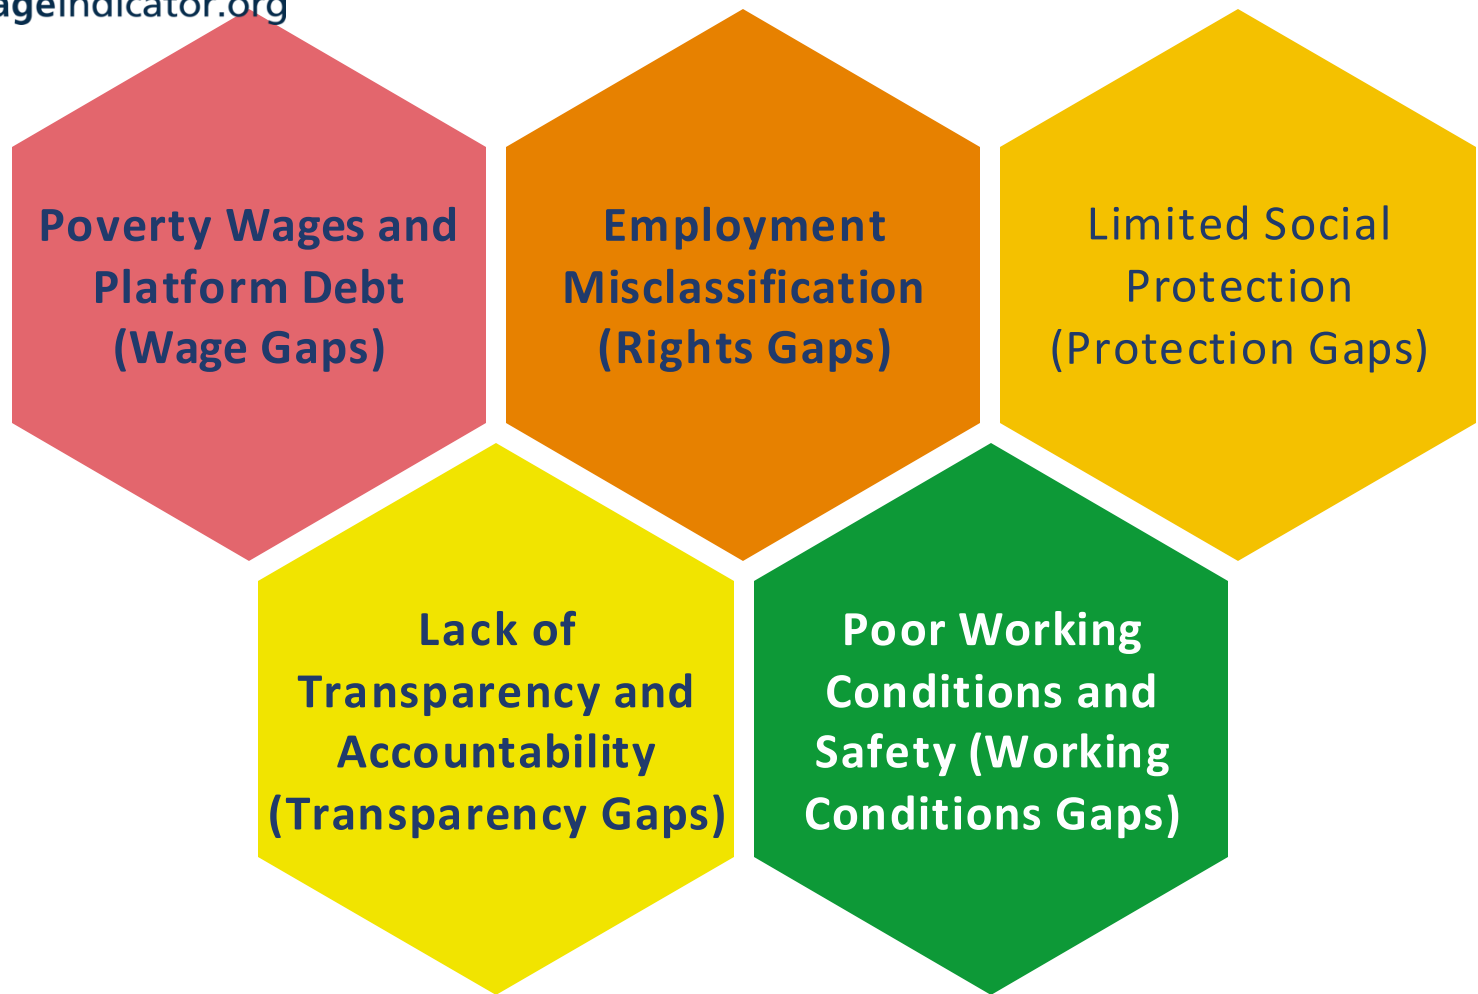 ageIndicator.org
Poverty Wages and
Platform Debt
(Wage Gaps)
Employment
Misclassification
(Rights Gaps)
Limited Social
Protection
(Protection Gaps)
Lack of
Transparency and
Accountability
(Transparency Gaps)
Poor Working
Conditions and
Safety (Working
Conditions Gaps)